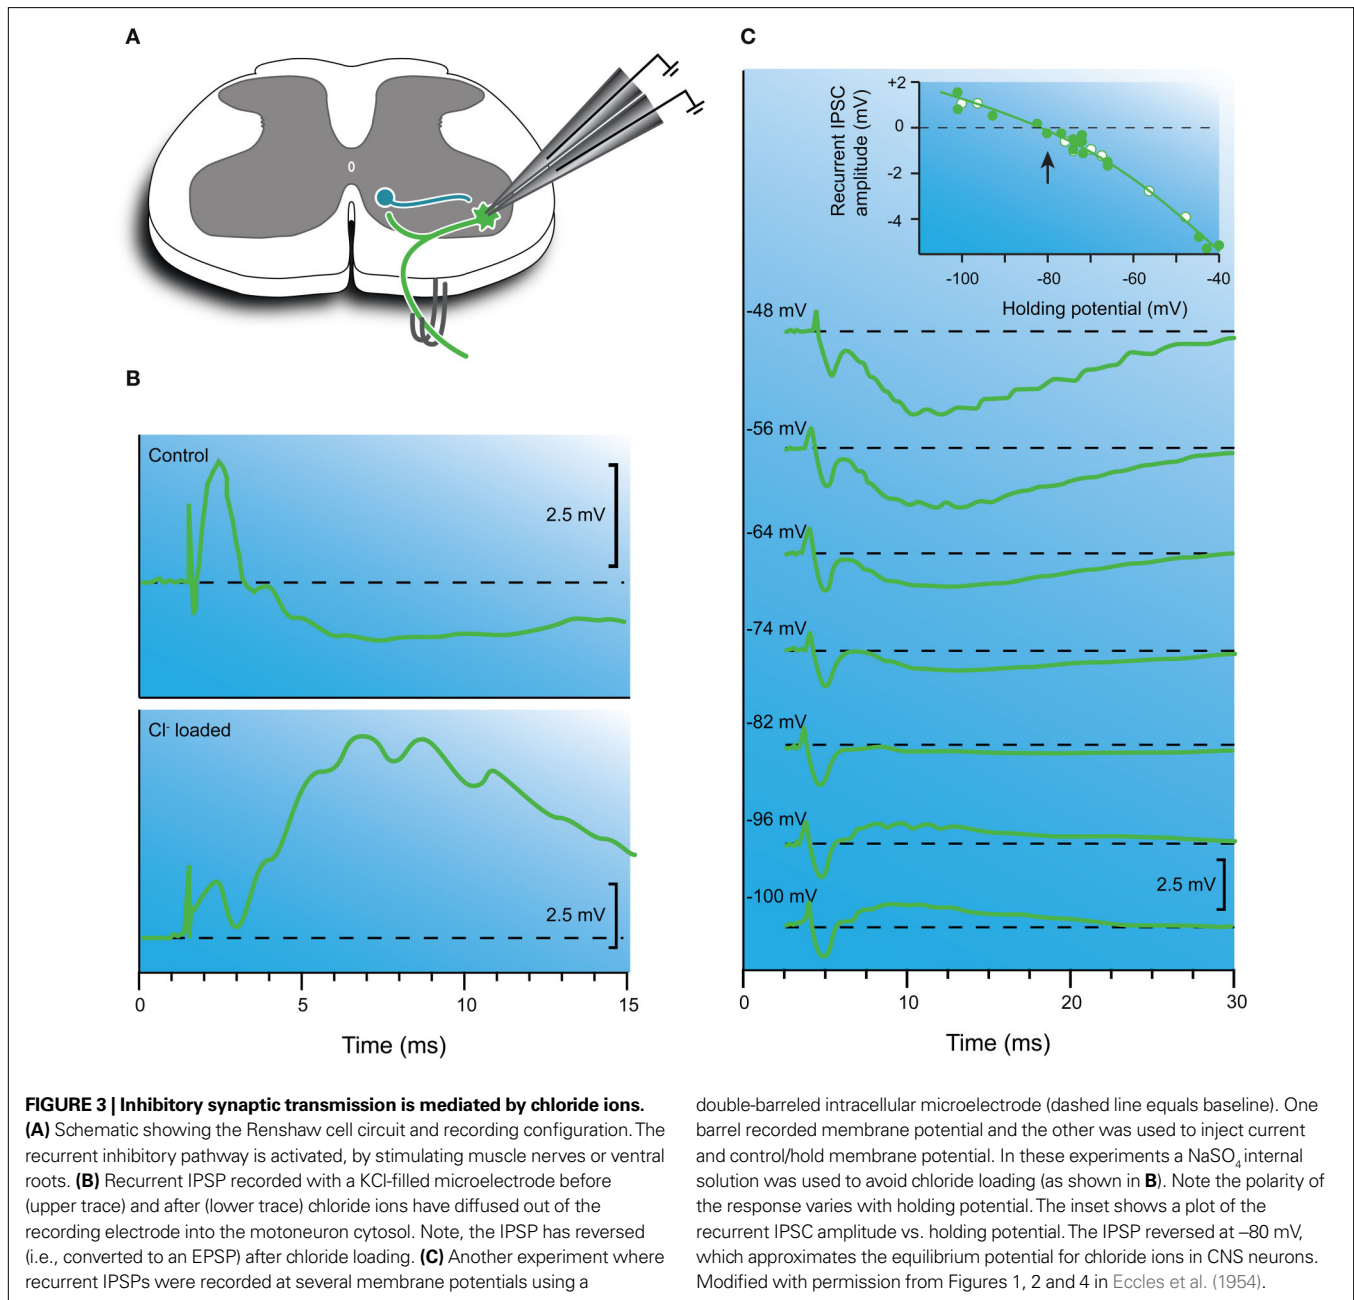 A
B
Control
2.5 mV
Cl- loaded
2.5 mV
0
5
10
15
Time (ms)
C
Recurrent IPSC
amplitude (mV)
+2
0
-2
-4
-100
-80
-60
-40
Holding potential (mV)
-48 mV
-56 mV
-64 mV
-74 mV
-82 mV
-96 mV
-100 mV
2.5 mV
0
10
20
30
Time (ms)
FIGURE 3 | Inhibitory synaptic transmission is mediated by chloride ions.
(A) Schematic showing the Renshaw cell circuit and recording configuration. The
recurrent inhibitory pathway is activated, by stimulating muscle nerves or ventral
roots. (B) Recurrent IPSP recorded with a KCl-filled microelectrode before
(upper trace) and after (lower trace) chloride ions have diffused out of the
recording electrode into the motoneuron cytosol. Note, the IPSP has reversed
(i.e., converted to an EPSP) after chloride loading. (C) Another experiment where
recurrent IPSPs were recorded at several membrane potentials using a
double-barreled intracellular microelectrode (dashed line equals baseline). One
barrel recorded membrane potential and the other was used to inject current
and control/hold membrane potential. In these experiments a NaSO4 internal
solution was used to avoid chloride loading (as shown in B). Note the polarity of
the response varies with holding potential. The inset shows a plot of the
recurrent IPSC amplitude vs. holding potential. The IPSP reversed at –80 mV,
which approximates the equilibrium potential for chloride ions in CNS neurons.
Modified with permission from Figures 1, 2 and 4 in Eccles et al. (1954).